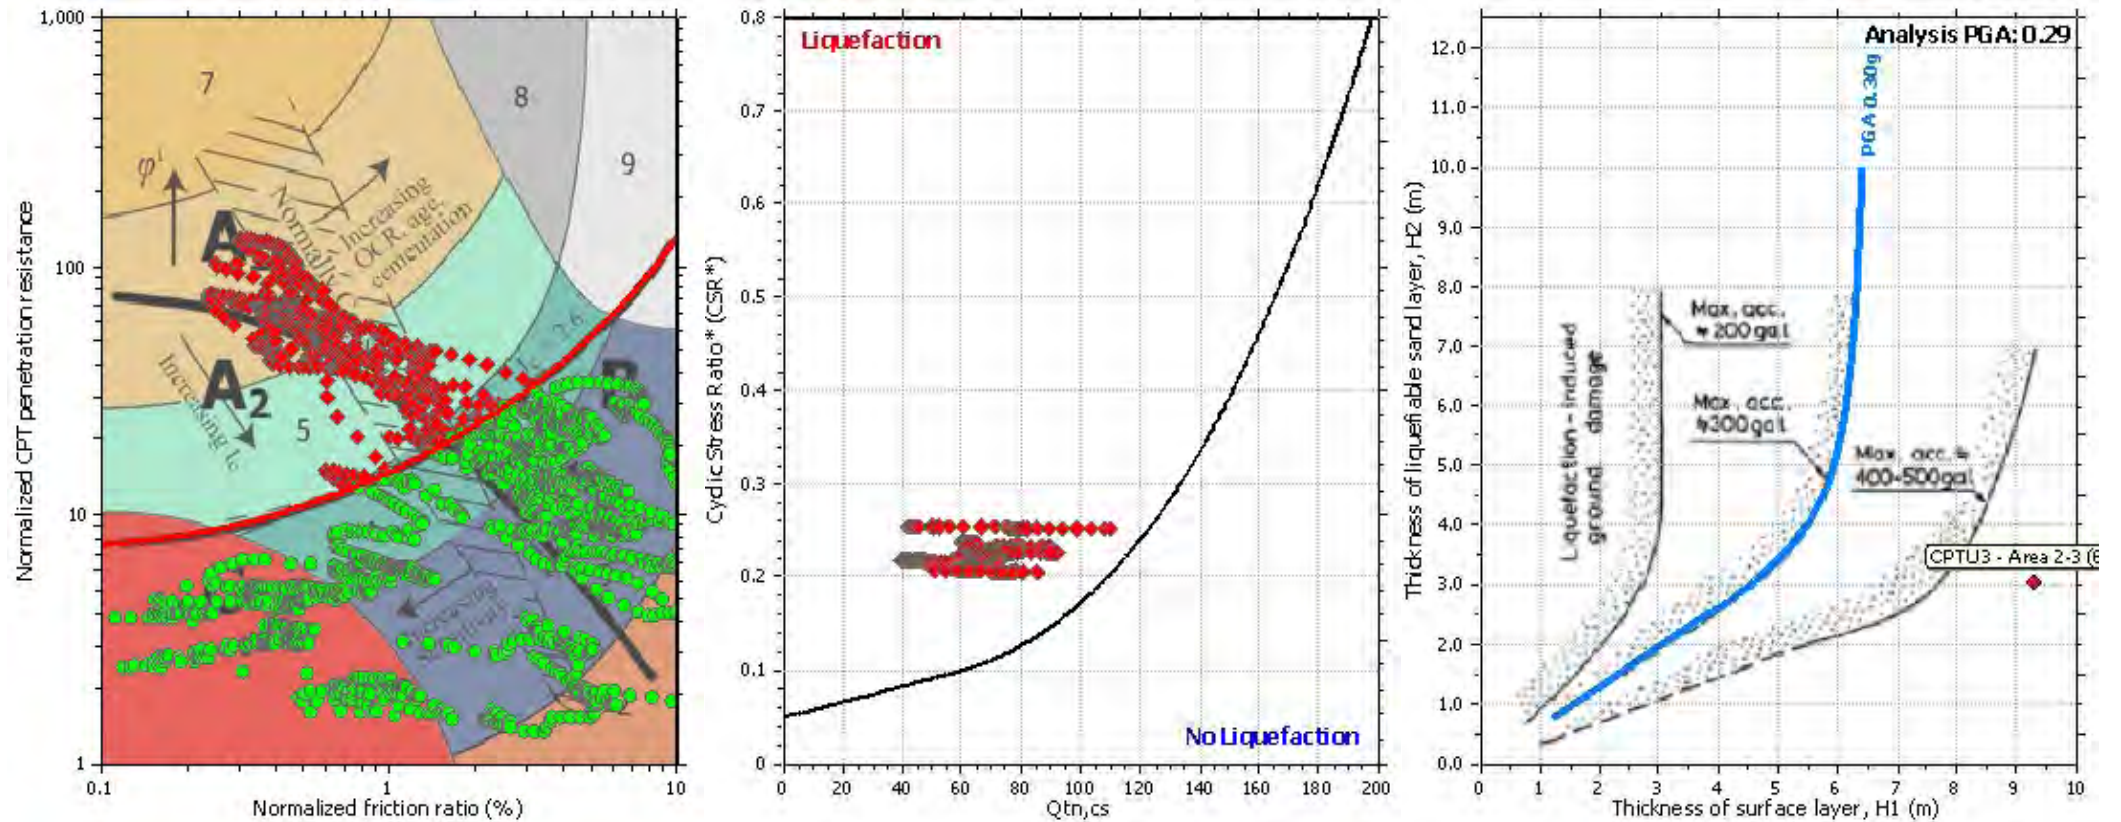 1,000
100
10
1
Normalized CPT penetration resistance
0.1
1
10
Normalized friction ratio (%)
7
8
9
φ'
Normally
Increasing
OCR, age,
cementation
A
A2
Increasing Ic
5
2.6
Increasing
Liquefaction
No Liquefaction
0.8
0.7
0.6
0.5
0.4
0.3
0.2
0.1
0
Cyclic Stress Ratio* (CSR*)
0
20
40
60
80
100
120
140
160
180
200
Qtn,cs
Analysis PGA: 0.29
PGA 0.30g
12.0
11.0
10.0
9.0
8.0
7.0
6.0
5.0
4.0
3.0
2.0
1.0
0.0
Thickness of liquefiable sand layer, H2 (m)
Liquefaction - induced
ground damage
Max. acc.
≒ 200 gal
Max. acc.
≒300gal
Max. acc. ≒
400-500gal
CPTU3 - Area 2-3 (6
0
1
2
3
4
5
6
7
8
9
10
Thickness of surface layer, H1 (m)